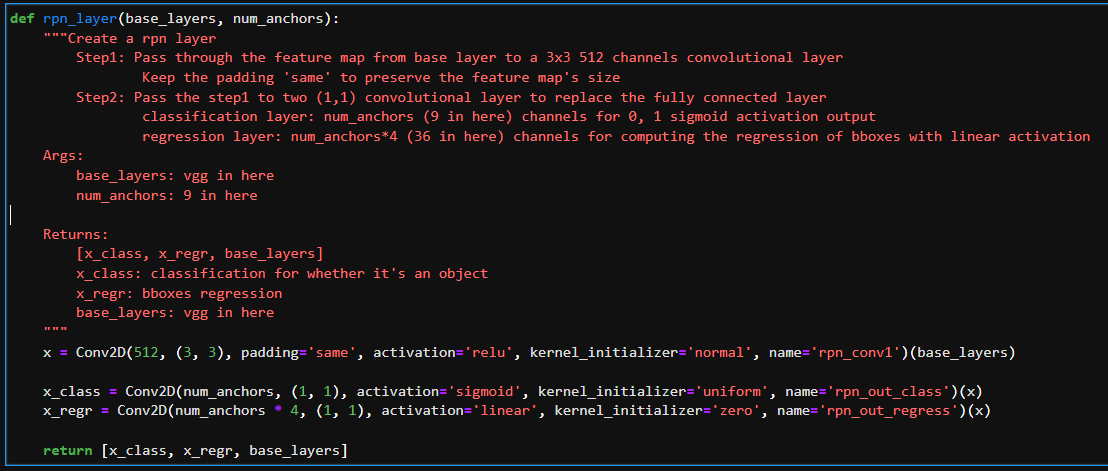 def rpn_layer(base_layers, num_anchors):
    """Create a rpn layer
        Step1: Pass through the feature map from base layer to a 3x3 512 channels convolutional layer
                Keep the padding 'same' to preserve the feature map's size
        Step2: Pass the step1 to two (1,1) convolutional layer to replace the fully connected layer
                classification layer: num_anchors (9 in here) channels for 0, 1 sigmoid activation output
                regression layer: num_anchors*4 (36 in here) channels for computing the regression of bboxes with linear activation
    Args:
        base_layers: vgg in here
        num_anchors: 9 in here

    Returns:
        [x_class, x_regr, base_layers]
        x_class: classification for whether it's an object
        x_regr: bboxes regression
        base_layers: vgg in here
    """
    x = Conv2D(512, (3, 3), padding='same', activation='relu', kernel_initializer='normal', name='rpn_conv1')(base_layers)

    x_class = Conv2D(num_anchors, (1, 1), activation='sigmoid', kernel_initializer='uniform', name='rpn_out_class')(x)
    x_regr = Conv2D(num_anchors * 4, (1, 1), activation='linear', kernel_initializer='zero', name='rpn_out_regress')(x)

    return [x_class, x_regr, base_layers]